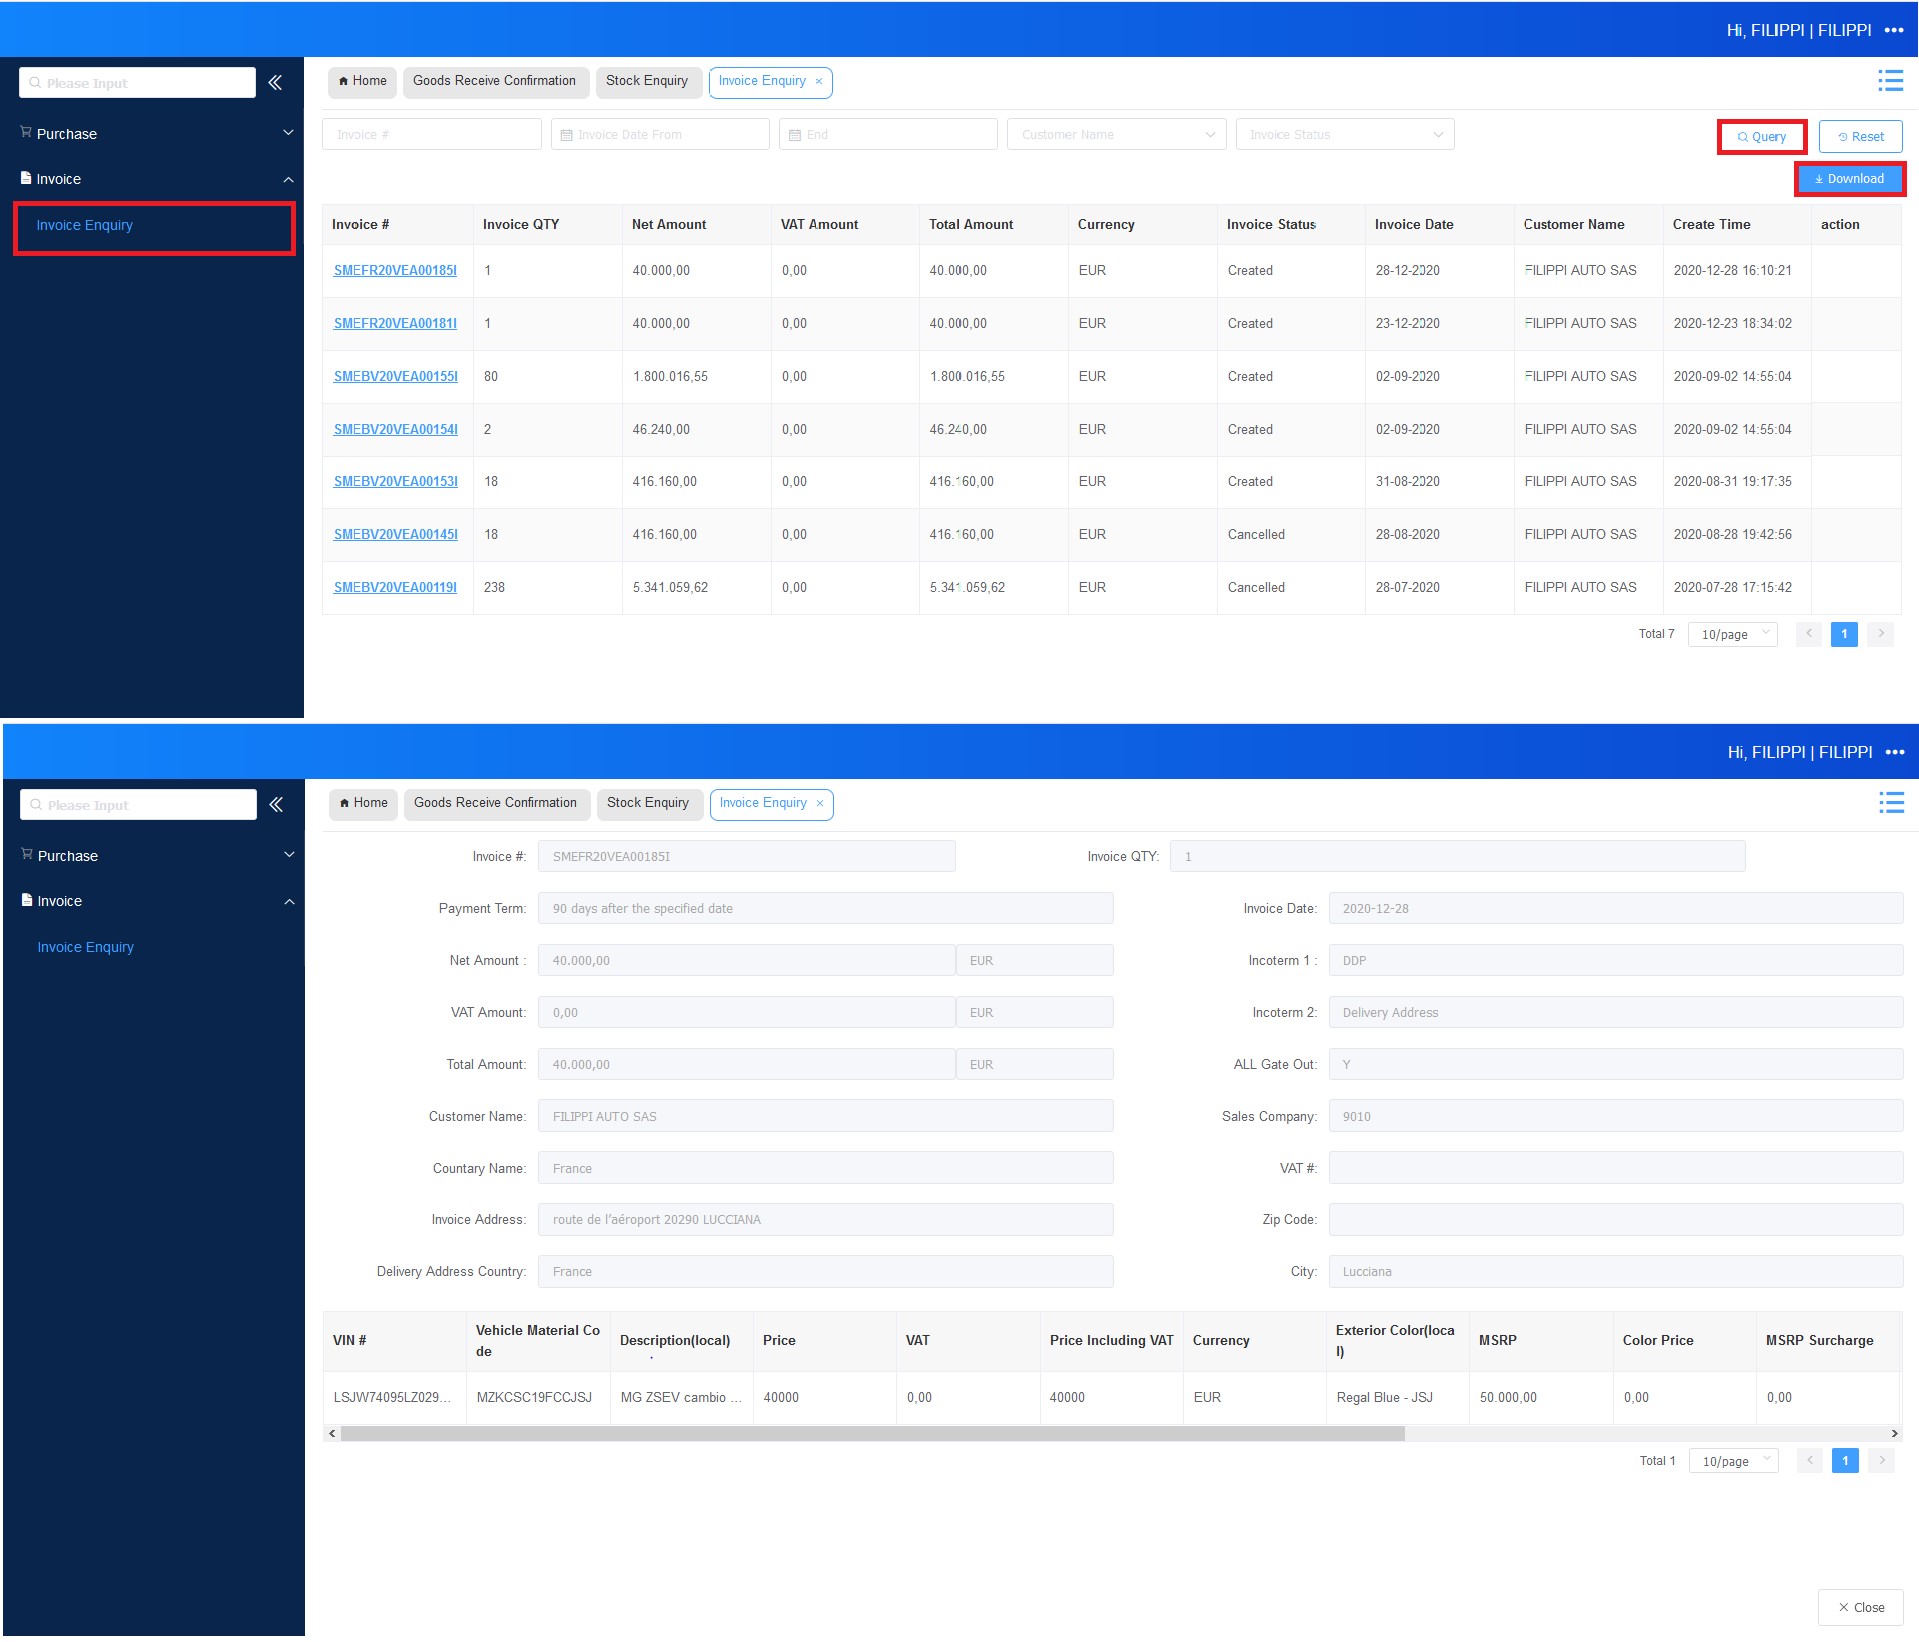 Hi, FILIPPI | FILIPPI •••
Please Input
Home Goods Receive Confirmation Stock Enquiry Invoice Enquiry ×
Purchase
Invoice
Invoice Enquiry
Invoice # Invoice Date From End Customer Name Invoice Status Query Reset
Download
Invoice # Invoice QTY Net Amount VAT Amount Total Amount Currency Invoice Status Invoice Date Customer Name Create Time action
SMEFR20VEA00185I 1 40.000,00 0,00 40.000,00 EUR Created 28-12-2020 FILIPPI AUTO SAS 2020-12-28 16:10:21
SMEFR20VEA00181I 1 40.000,00 0,00 40.000,00 EUR Created 23-12-2020 FILIPPI AUTO SAS 2020-12-23 18:34:02
SMEBV20VEA00155I 80 1.800.016,55 0,00 1.800.016,55 EUR Created 02-09-2020 FILIPPI AUTO SAS 2020-09-02 14:55:04
SMEBV20VEA00154I 2 46.240,00 0,00 46.240,00 EUR Created 02-09-2020 FILIPPI AUTO SAS 2020-09-02 14:55:04
SMEBV20VEA00153I 18 416.160,00 0,00 416.160,00 EUR Created 31-08-2020 FILIPPI AUTO SAS 2020-08-31 19:17:35
SMEBV20VEA00145I 18 416.160,00 0,00 416.160,00 EUR Cancelled 28-08-2020 FILIPPI AUTO SAS 2020-08-28 19:42:56
SMEBV20VEA00119I 238 5.341.059,62 0,00 5.341.059,62 EUR Cancelled 28-07-2020 FILIPPI AUTO SAS 2020-07-28 17:15:42
Total 7 10/page < 1 >
Hi, FILIPPI | FILIPPI •••
Please Input
Home Goods Receive Confirmation Stock Enquiry Invoice Enquiry ×
Purchase
Invoice
Invoice Enquiry
Invoice #: SMEFR20VEA00185I Invoice QTY: 1
Payment Term: 90 days after the specified date Invoice Date: 2020-12-28
Net Amount : 40.000,00 EUR Incoterm 1 : DDP
VAT Amount: 0,00 EUR Incoterm 2: Delivery Address
Total Amount: 40.000,00 EUR ALL Gate Out: Y
Customer Name: FILIPPI AUTO SAS Sales Company: 9010
Countary Name: France VAT #:
Invoice Address: route de l'aéroport 20290 LUCCIANA Zip Code:
Delivery Address Country: France City: Lucciana
VIN # Vehicle Material Co Description(local) Price VAT Price Including VAT Currency Exterior Color(loca MSRP Color Price MSRP Surcharge
de l)
LSJW74095LZ029... MZKCSC19FCCJSJ MG ZSEV cambio ... 40000 0,00 40000 EUR Regal Blue - JSJ 50.000,00 0,00 0,00
Total 1 10/page < 1 >
× Close